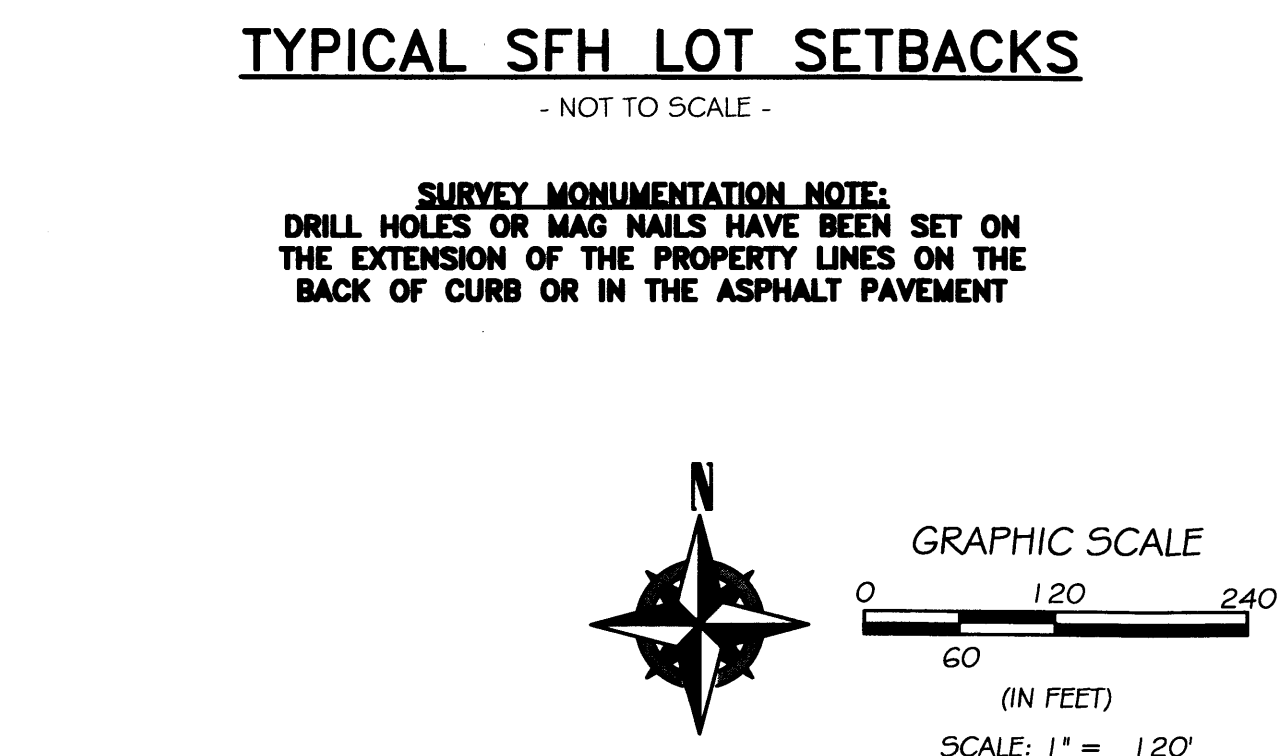 TYPICAL SFH LOT SETBACKS
- NOT TO SCALE -
SURVEY MONUMENTATION NOTE:
DRILL HOLES OR MAG NAILS HAVE BEEN SET ON
THE EXTENSION OF THE PROPERTY LINES ON THE
BACK OF CURB OR IN THE ASPHALT PAVEMENT
N
GRAPHIC SCALE
0 120 240
60
(IN FEET)
SCALE: 1" = 120'